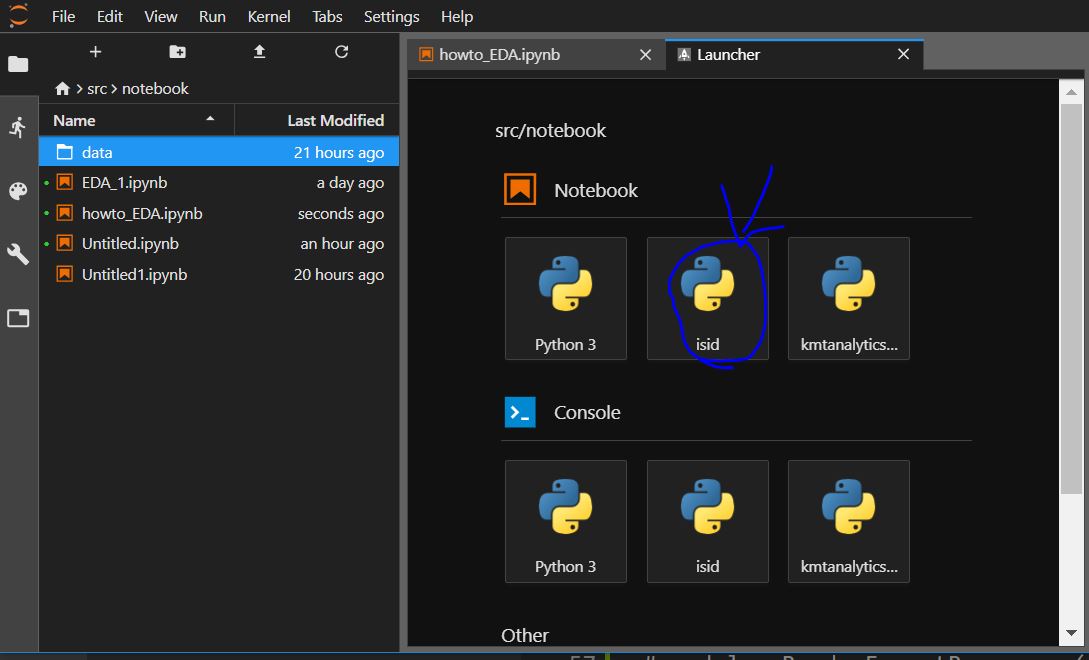 File Edit View Run Kernel Tabs Settings Help
howto_EDA.ipynb
Launcher
src notebook
Name Last Modified
data 21 hours ago
EDA_1.ipynb a day ago
howto_EDA.ipynb seconds ago
Untitled.ipynb an hour ago
Untitled1.ipynb 20 hours ago
src/notebook
Notebook
Python 3 isid kmtanalytics...
Console
Python 3 isid kmtanalytics...
Other